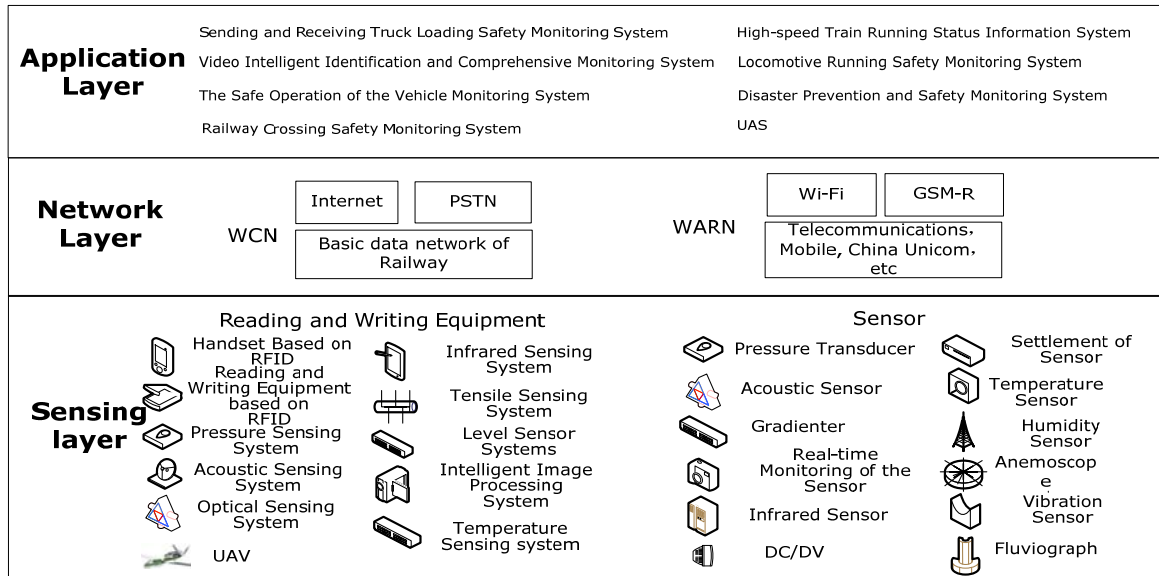 Application
Layer
Sending and Receiving Truck Loading Safety Monitoring System
Video Intelligent Identification and Comprehensive Monitoring System
The Safe Operation of the Vehicle Monitoring System
Railway Crossing Safety Monitoring System
High-speed Train Running Status Information System
Locomotive Running Safety Monitoring System
Disaster Prevention and Safety Monitoring System
UAS
Network
Layer
WCN
Internet
PSTN
Basic data network of
Railway
WARN
Wi-Fi
GSM-R
Telecommunications,
Mobile, China Unicom,
etc
Sensing
layer
Reading and Writing Equipment
Handset Based on
RFID
Reading and
Writing Equipment
based on
RFID
Pressure Sensing
System
Acoustic Sensing
System
Optical Sensing
System
UAV
Infrared Sensing
System
Tensile Sensing
System
Level Sensor
Systems
Intelligent Image
Processing
System
Temperature
Sensing system
Sensor
Pressure Transducer
Acoustic Sensor
Gradienter
Real-time
Monitoring of the
Sensor
Infrared Sensor
DC/DV
Settlement of
Sensor
Temperature
Sensor
Humidity
Sensor
Anemoscop
e
Vibration
Sensor
Fluviograph